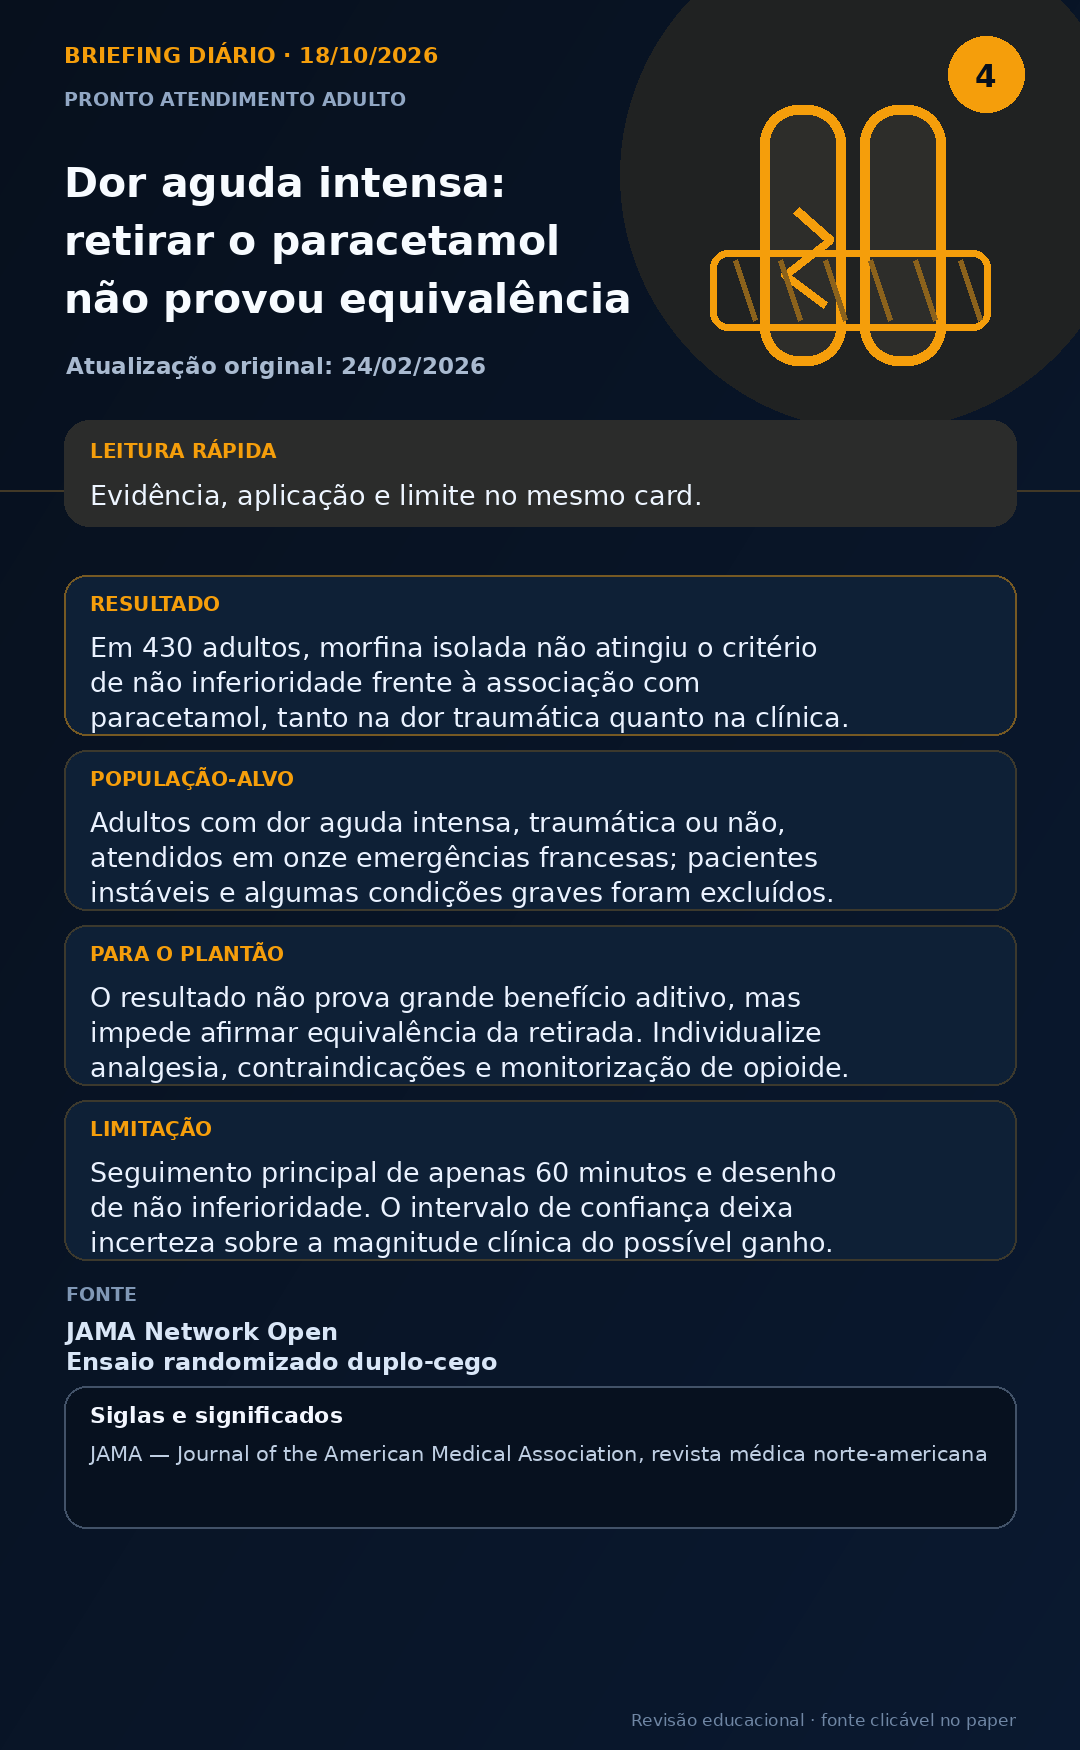 BRIEFING DIÁRIO · 18/10/2026
PRONTO ATENDIMENTO ADULTO
4
Dor aguda intensa:
retirar o paracetamol
não provou equivalência
Atualização original: 24/02/2026
LEITURA RÁPIDA
Evidência, aplicação e limite no mesmo card.
RESULTADO
Em 430 adultos, morfina isolada não atingiu o critério
de não inferioridade frente à associação com
paracetamol, tanto na dor traumática quanto na clínica.
POPULAÇÃO-ALVO
Adultos com dor aguda intensa, traumática ou não,
atendidos em onze emergências francesas; pacientes
instáveis e algumas condições graves foram excluídos.
PARA O PLANTÃO
O resultado não prova grande benefício aditivo, mas
impede afirmar equivalência da retirada. Individualize
analgesia, contraindicações e monitorização de opioide.
LIMITAÇÃO
Seguimento principal de apenas 60 minutos e desenho
de não inferioridade. O intervalo de confiança deixa
incerteza sobre a magnitude clínica do possível ganho.
FONTE
JAMA Network Open
Ensaio randomizado duplo-cego
Siglas e significados
JAMA — Journal of the American Medical Association, revista médica norte-americana
Revisão educacional · fonte clicável no paper